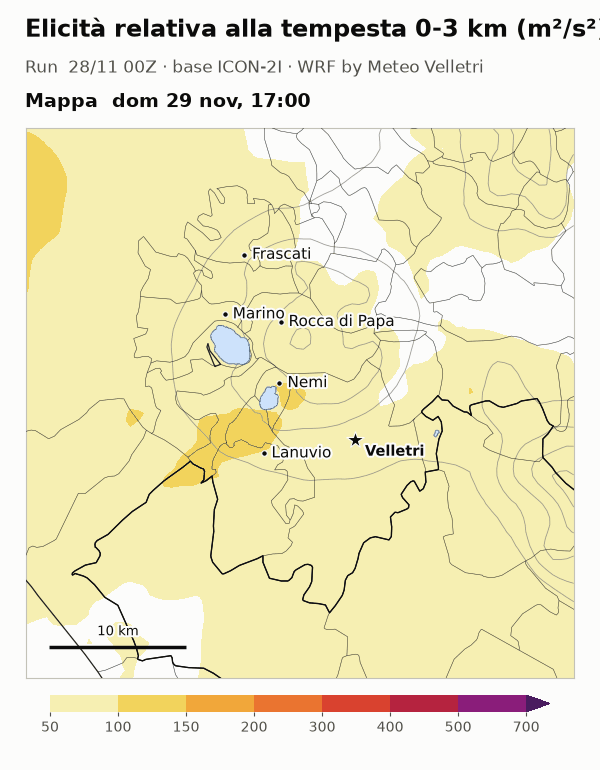 Elicità relativa alla tempesta 0-3 km (m²/s²)
Run 28/11 00Z · base ICON-2I · WRF by Meteo Velletri
Mappa dom 29 nov, 17:00
Frascati
Marino
Rocca di Papa
Nemi
Velletri
Lanuvio
10 km
50 100 150 200 300 400 500 700